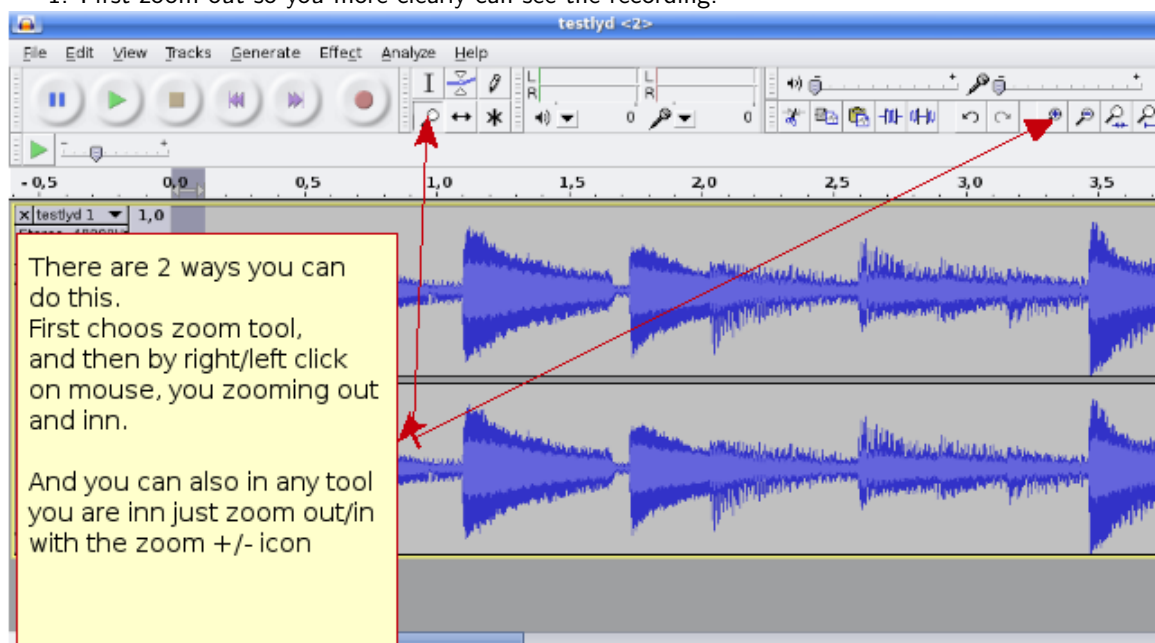 1. First zoom out so you more clearly can see the recording.
testlyd <2>
File Edit View Tracks Generate Effect Analyze Help
L
R
L
R
0
0
- 0,5 0,0 0,5 1,0 1,5 2,0 2,5 3,0 3,5
testlyd 1 1,0
There are 2 ways you can
do this.
First choos zoom tool,
and then by right/left click
on mouse, you zooming out
and inn.
And you can also in any tool
you are inn just zoom out/in
with the zoom +/- icon